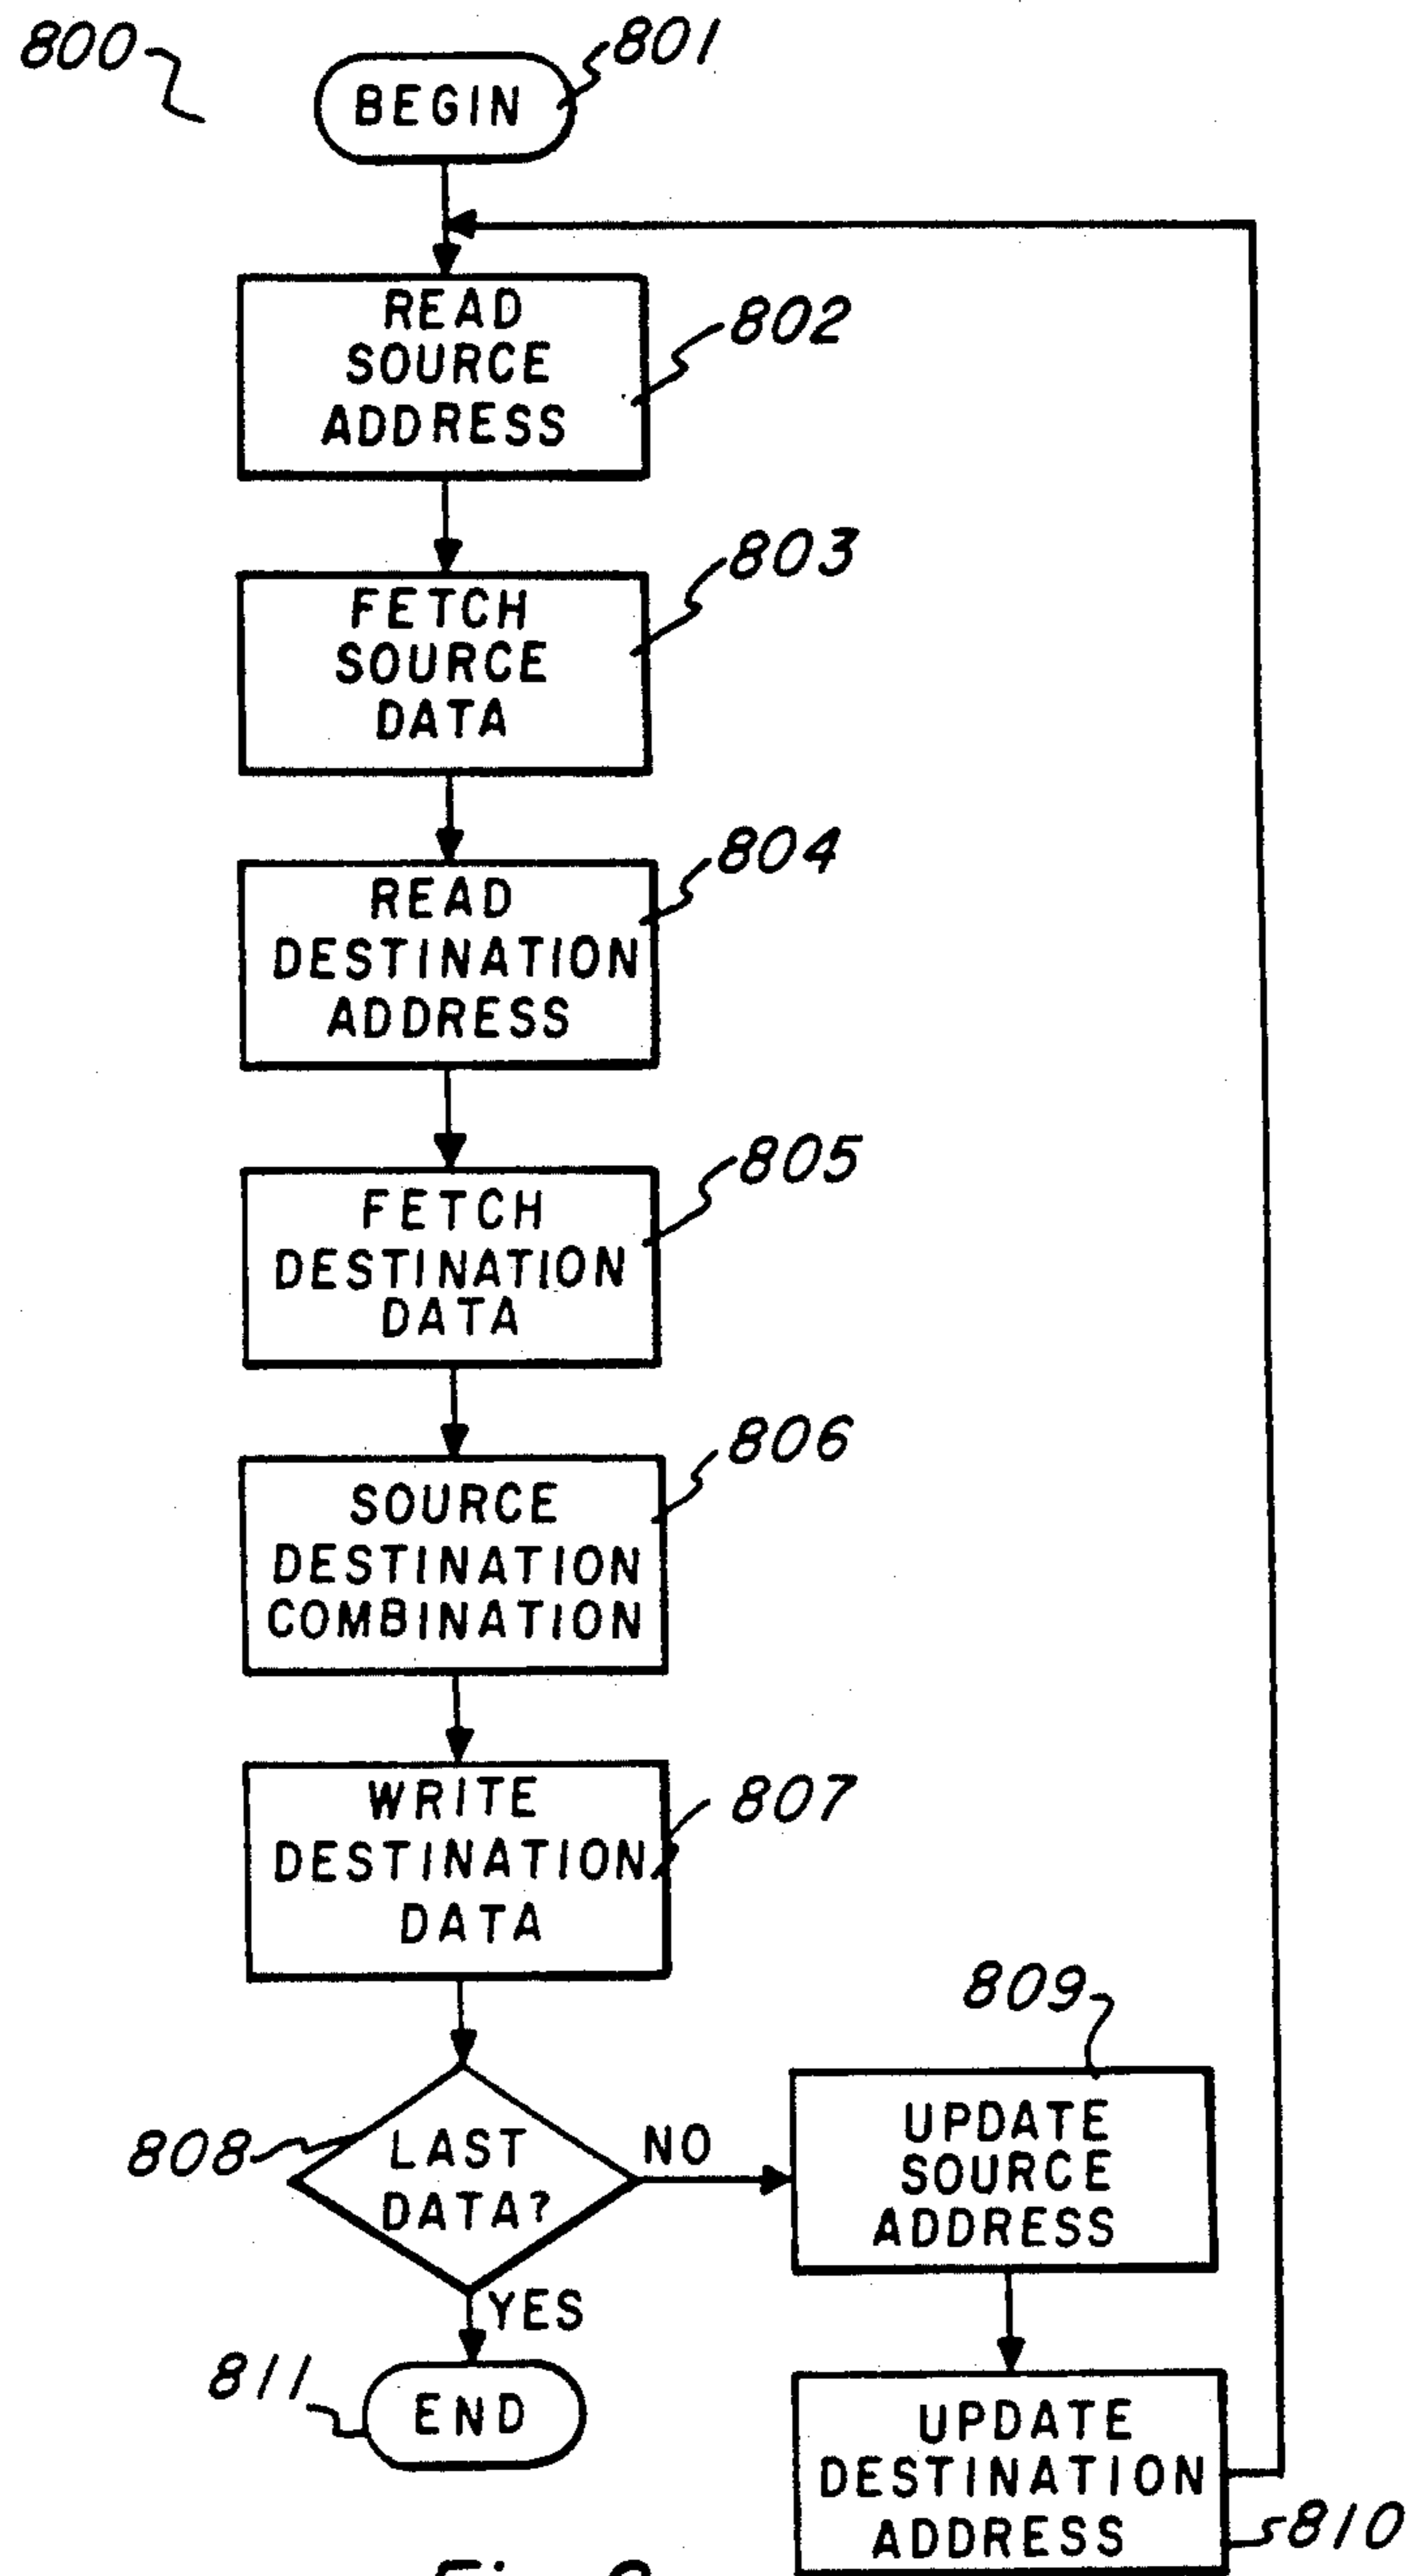 800
801
BEGIN
READ
SOURCE
ADDRESS
802
FETCH
SOURCE
DATA
803
READ
DESTINATION
ADDRESS
804
FETCH
DESTINATION
DATA
805
SOURCE
DESTINATION
COMBINATION
806
WRITE
DESTINATION
DATA
807
808
LAST
DATA?
NO
YES
809
UPDATE
SOURCE
ADDRESS
811
END
UPDATE
DESTINATION
ADDRESS
810